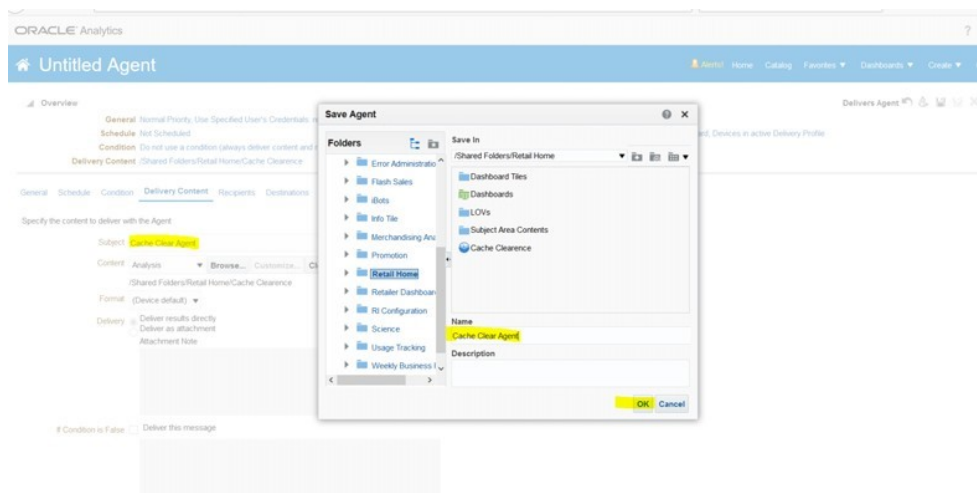 ORACLE Analytics
?
Untitled Agent
Alerts! Home Catalog Favorites Dashboards Create
Overview
Delivers Agent
General Normal Priority, Use Specified User's Credentials
Schedule Not Scheduled
Condition Do not use a condition (always deliver content and
Delivery Content /Shared Folders/Retail Home/Cache Clearence
ed, Devices in active Delivery Profile
General Schedule Condition Delivery Content Recipients Destinations
Specify the content to deliver with the Agent
Subject Cache Clear Agent
Content Analysis Browse... Customize... Cl
/Shared Folders/Retail Home/Cache Clearence
Format (Device default)
Delivery Deliver results directly
Deliver as attachment
Attachment Note
If Condition is False Deliver this message
Save Agent
Folders
Error Administratio
Flash Sales
iBots
Info Tile
Merchandising Ana
Promotion
Retail Home
Retailer Dashboar
RI Configuration
Science
Usage Tracking
Weekly Business
Save In
/Shared Folders/Retail Home
Dashboard Tiles
Dashboards
LOVs
Subject Area Contents
Cache Clearence
Name
Cache Clear Agent
Description
OK Cancel